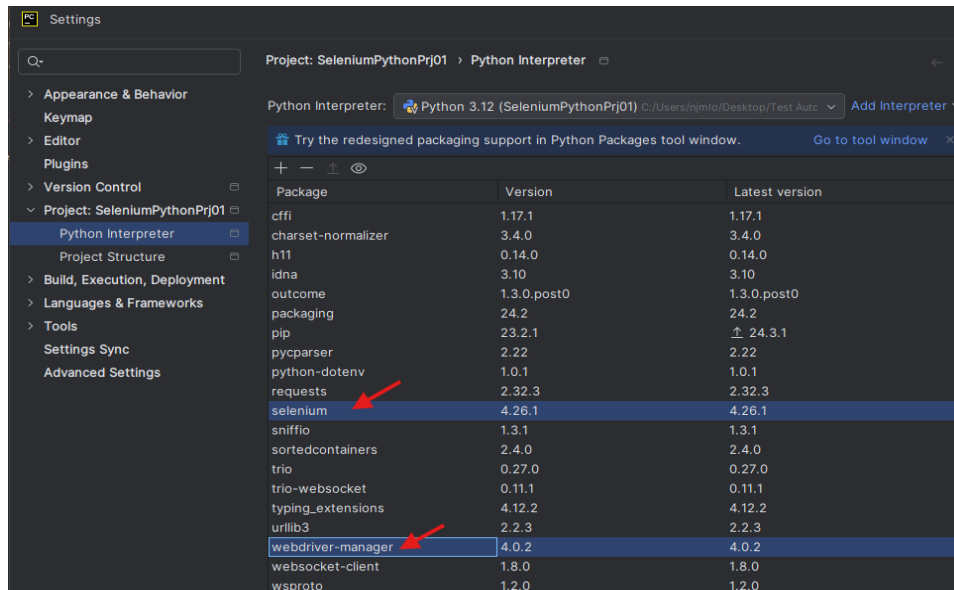 PC Settings
Project: SeleniumPythonPrj01 › Python Interpreter
Appearance & Behavior
Keymap
Editor
Plugins
Version Control
Project: SeleniumPythonPrj01
Python Interpreter
Project Structure
Build, Execution, Deployment
Languages & Frameworks
Tools
Settings Sync
Advanced Settings
Python Interpreter: Python 3.12 (SeleniumPythonPrj01) C:/Users/njmlo/Desktop/Test Autc Add Interpreter
Try the redesigned packaging support in Python Packages tool window. Go to tool window
Package Version Latest version
cffi 1.17.1 1.17.1
charset-normalizer 3.4.0 3.4.0
h11 0.14.0 0.14.0
idna 3.10 3.10
outcome 1.3.0.post0 1.3.0.post0
packaging 24.2 24.2
pip 23.2.1 24.3.1
pycparser 2.22 2.22
python-dotenv 1.0.1 1.0.1
requests 2.32.3 2.32.3
selenium 4.26.1 4.26.1
sniffio 1.3.1 1.3.1
sortedcontainers 2.4.0 2.4.0
trio 0.27.0 0.27.0
trio-websocket 0.11.1 0.11.1
typing_extensions 4.12.2 4.12.2
urllib3 2.2.3 2.2.3
webdriver-manager 4.0.2 4.0.2
websocket-client 1.8.0 1.8.0
wsproto 1.2.0 1.2.0